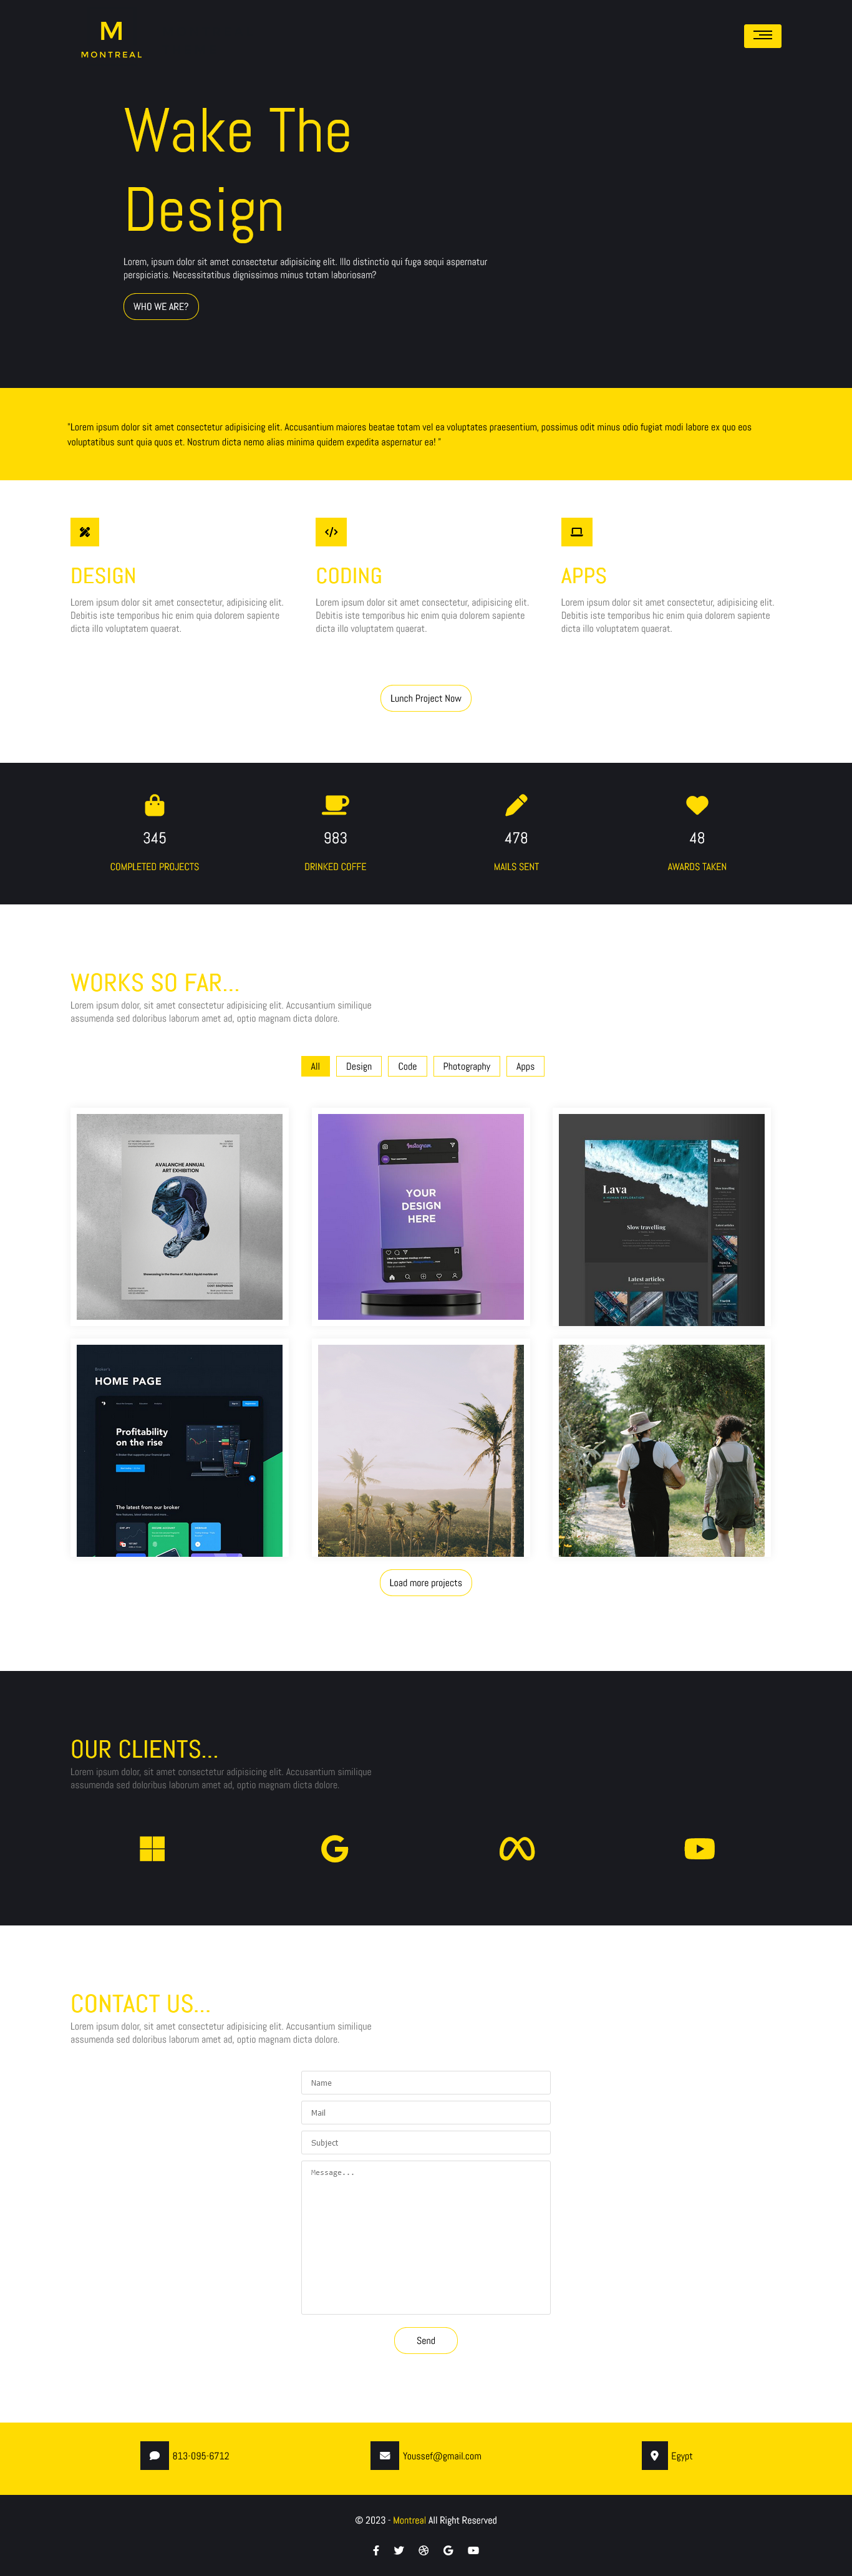 M
MONTREAL
Wake The
Design
Lorem, ipsum dolor sit amet consectetur adipisicing elit. Illo distinctio qui fuga sequi aspernatur
perspiciatis. Necessitatibus dignissimos minus totam laboriosam?
WHO WE ARE?
"Lorem ipsum dolor sit amet consectetur adipisicing elit. Accusantium maiores beatae totam vel ea voluptates praesentium, possimus odit minus odio fugiat modi labore ex quo eos
voluptatibus sunt quia quos et. Nostrum dicta nemo alias minima quidem expedita aspernatur ea! "
DESIGN
Lorem ipsum dolor sit amet consectetur, adipisicing elit.
Debitis iste temporibus hic enim quia dolorem sapiente
dicta illo voluptatem quaerat.
CODING
Lorem ipsum dolor sit amet consectetur, adipisicing elit.
Debitis iste temporibus hic enim quia dolorem sapiente
dicta illo voluptatem quaerat.
APPS
Lorem ipsum dolor sit amet consectetur, adipisicing elit.
Debitis iste temporibus hic enim quia dolorem sapiente
dicta illo voluptatem quaerat.
Lunch Project Now
345
COMPLETED PROJECTS
983
DRINKED COFFE
478
MAILS SENT
48
AWARDS TAKEN
WORKS SO FAR...
Lorem ipsum dolor, sit amet consectetur adipisicing elit. Accusantium similique
assumenda sed doloribus laborum amet ad, optio magnam dicta dolore.
All Design Code Photography Apps
AVALANCHE ANNUAL
ART EXHIBITION
Instagram
YOUR
DESIGN
HERE
Lava
Slow travelling
Latest articles
Lava
HOME PAGE
Profitability
on the rise
The latest from our broker
Load more projects
OUR CLIENTS...
Lorem ipsum dolor, sit amet consectetur adipisicing elit. Accusantium similique
assumenda sed doloribus laborum amet ad, optio magnam dicta dolore.
CONTACT US...
Lorem ipsum dolor, sit amet consectetur adipisicing elit. Accusantium similique
assumenda sed doloribus laborum amet ad, optio magnam dicta dolore.
Name
Mail
Subject
Message...
Send
813-095-6712
Youssef@gmail.com
Egypt
© 2023 - Montreal All Right Reserved